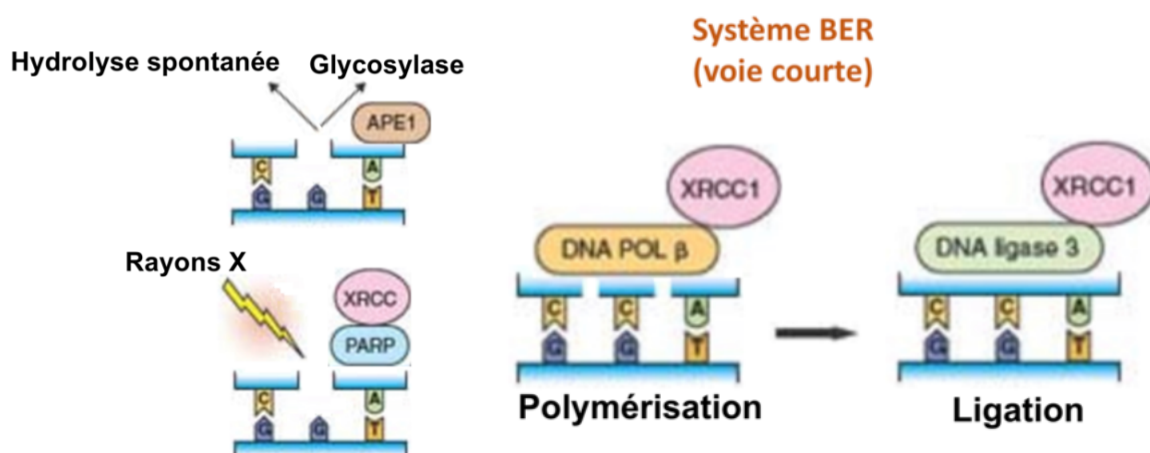 Système BER
(voie courte)
Hydrolyse spontanée
Glycosylase
APE1
C
A
G
G
T
Rayons X
XRCC
PARP
C
A
G
G
T
XRCC1
DNA POL β
C
C
A
G
G
T
Polymérisation
XRCC1
DNA ligase 3
C
C
A
G
G
T
Ligation